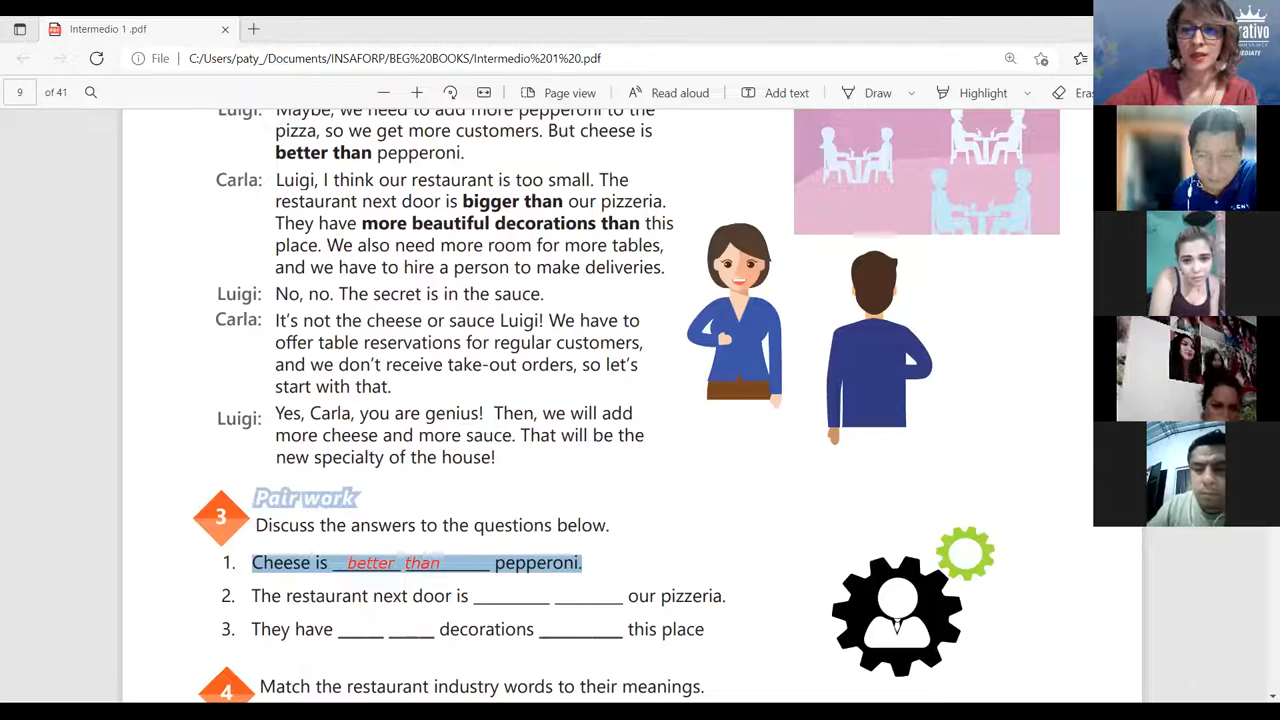 Intermedio 1 .pdf
File
C:/Users/paty_/Documents/INSAFORP/BEG%20BOOKS/Intermedio%201%20.pdf
9 of 41
Page view
Read aloud
Add text
Draw
Highlight
Luigi: Maybe, we need to add more pepperoni to the
pizza, so we get more customers. But cheese is
better than pepperoni.
Carla: Luigi, I think our restaurant is too small. The
restaurant next door is bigger than our pizzeria.
They have more beautiful decorations than this
place. We also need more room for more tables,
and we have to hire a person to make deliveries.
Luigi: No, no. The secret is in the sauce.
Carla: It's not the cheese or sauce Luigi! We have to
offer table reservations for regular customers,
and we don't receive take-out orders, so let's
start with that.
Luigi: Yes, Carla, you are genius! Then, we will add
more cheese and more sauce. That will be the
new specialty of the house!
3 Pair work
Discuss the answers to the questions below.
1. Cheese is better than pepperoni.
2. The restaurant next door is ________ ________ our pizzeria.
3. They have _____ _____ decorations _________ this place
4 Match the restaurant industry words to their meanings.